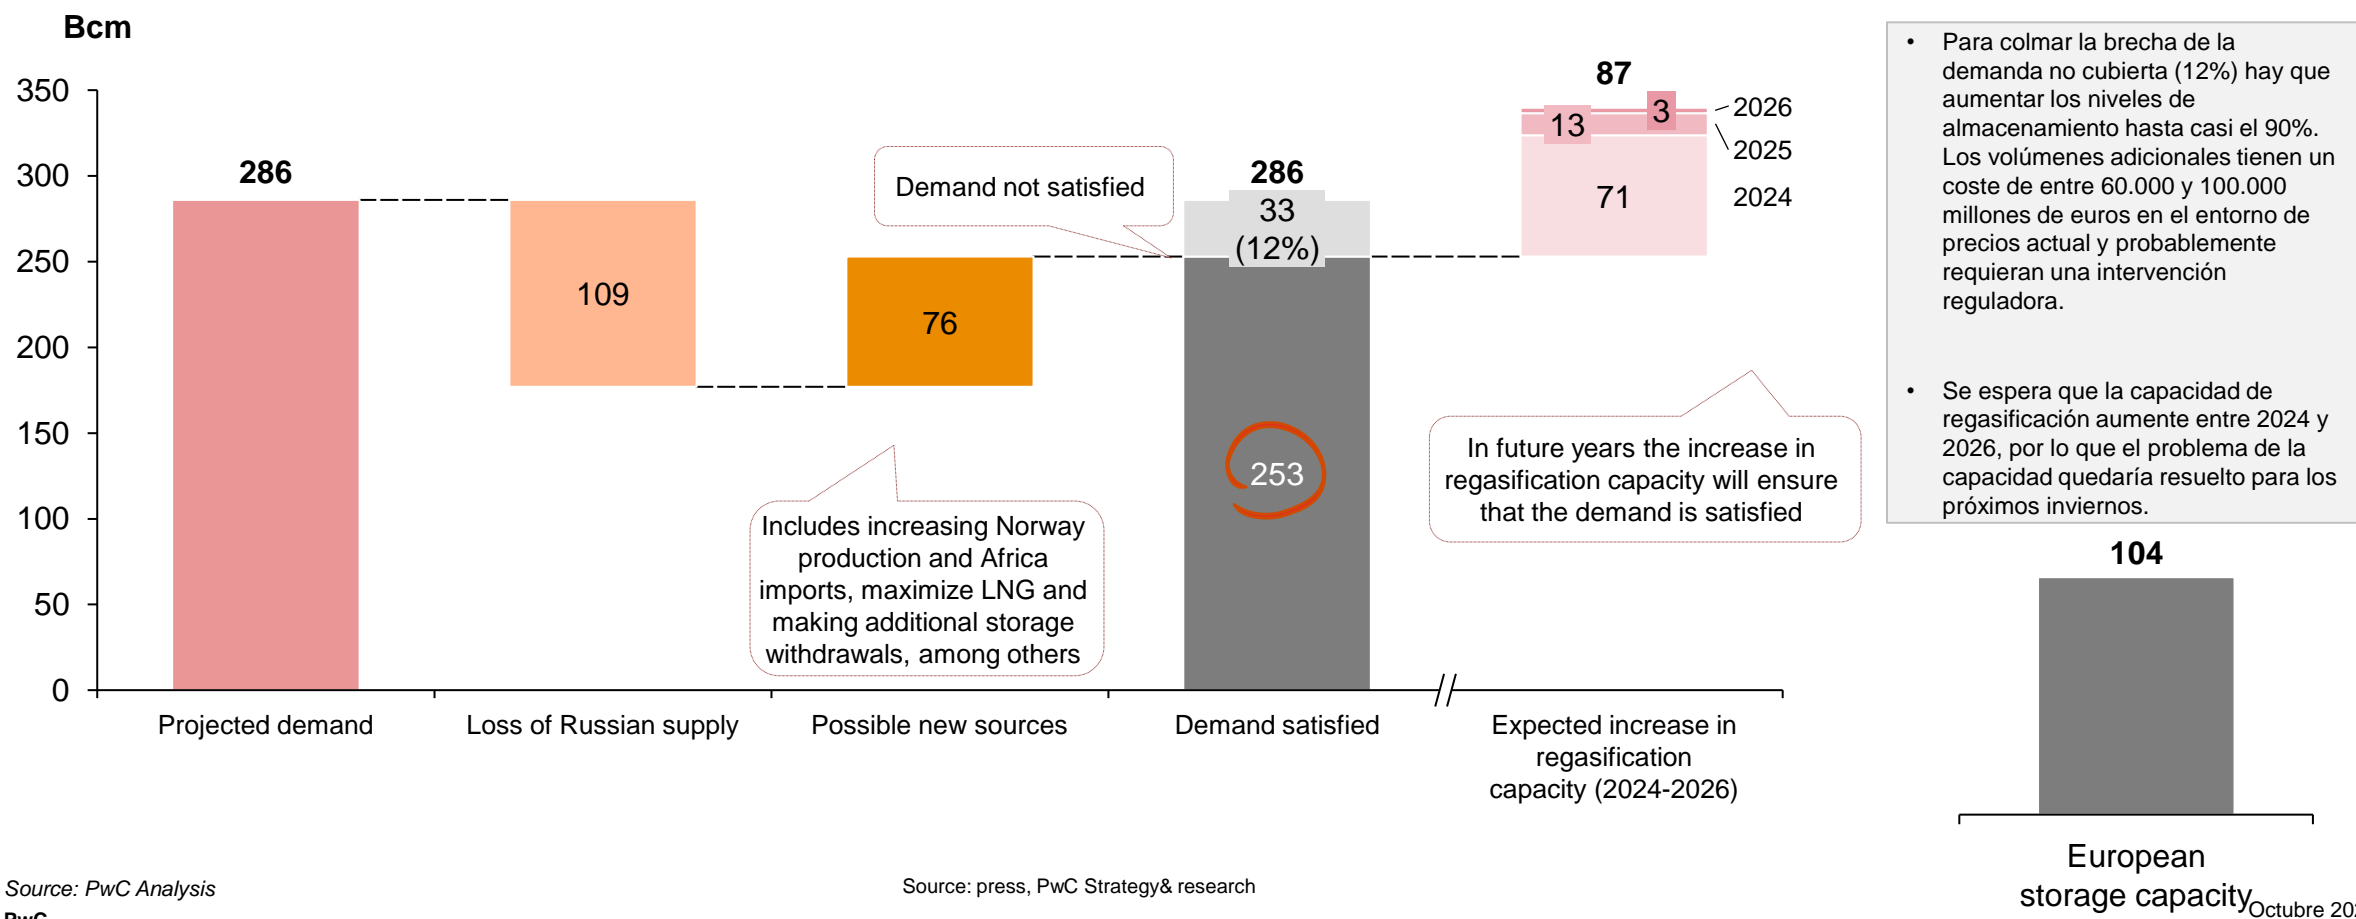 Bcm
350
300
250
200
150
100
50
0
286
109
76
Demand not satisfied
286
33
(12%)
253
87
3
13
71
2026
2025
2024
Includes increasing Norway
production and Africa
imports, maximize LNG and
making additional storage
withdrawals, among others
In future years the increase in
regasification capacity will ensure
that the demand is satisfied
Projected demand
Loss of Russian supply
Possible new sources
Demand satisfied
Expected increase in
regasification
capacity (2024-2026)
• Para colmar la brecha de la
demanda no cubierta (12%) hay que
aumentar los niveles de
almacenamiento hasta casi el 90%.
Los volúmenes adicionales tienen un
coste de entre 60.000 y 100.000
millones de euros en el entorno de
precios actual y probablemente
requieran una intervención
reguladora.
• Se espera que la capacidad de
regasificación aumente entre 2024 y
2026, por lo que el problema de la
capacidad quedaría resuelto para los
próximos inviernos.
104
European
storage capacity
Source: PwC Analysis
Source: press, PwC Strategy& research
PwC
Octubre